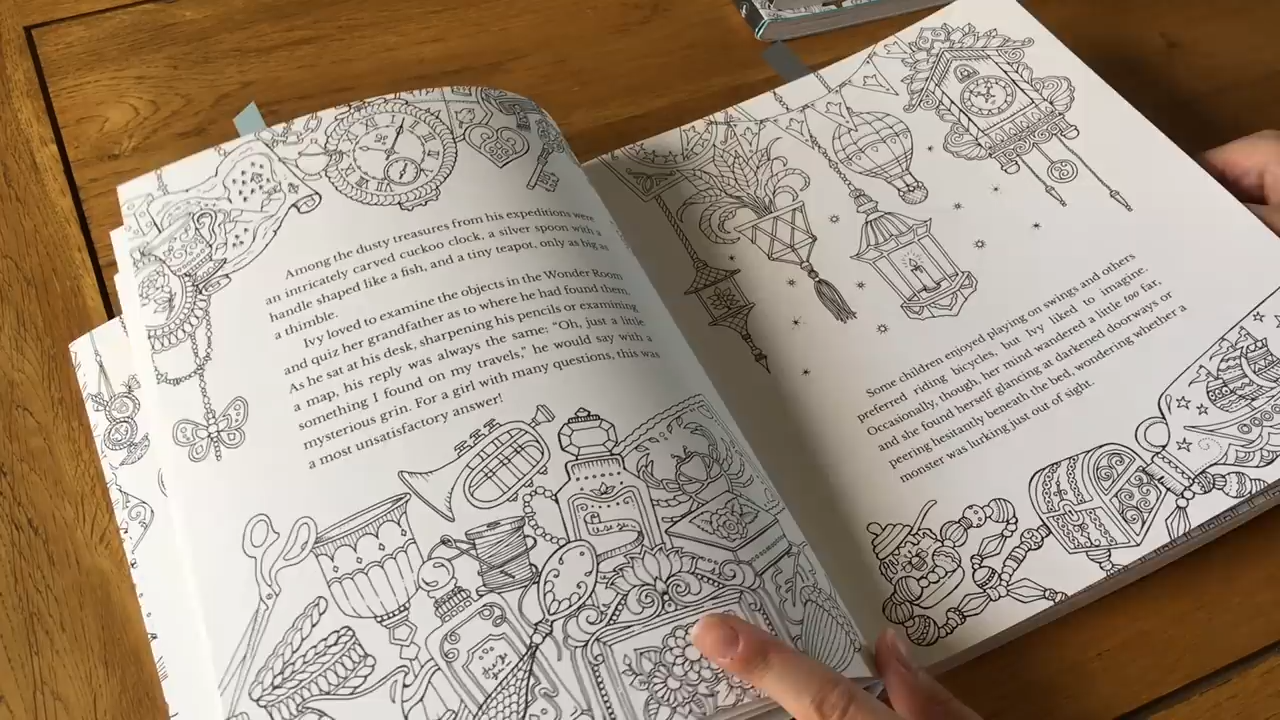 Among the dusty treasures from his expeditions were
an intricately carved cuckoo clock, a silver spoon with a
handle shaped like a fish, and a tiny teapot, only as big as
a thimble.
Ivy loved to examine the objects in the Wonder Room
and quiz her grandfather as to where he had found them.
As he sat at his desk, sharpening his pencils or examining
a map, his reply was always the same: "Oh, just a little
something I found on my travels," he would say with a
mysterious grin. For a girl with many questions, this was
a most unsatisfactory answer!
Some children enjoyed playing on swings and others
preferred riding bicycles, but Ivy liked to imagine.
Occasionally, though, her mind wandered a little too far,
and she found herself glancing at darkened doorways or
peering hesitantly beneath the bed, wondering whether a
monster was lurking just out of sight.